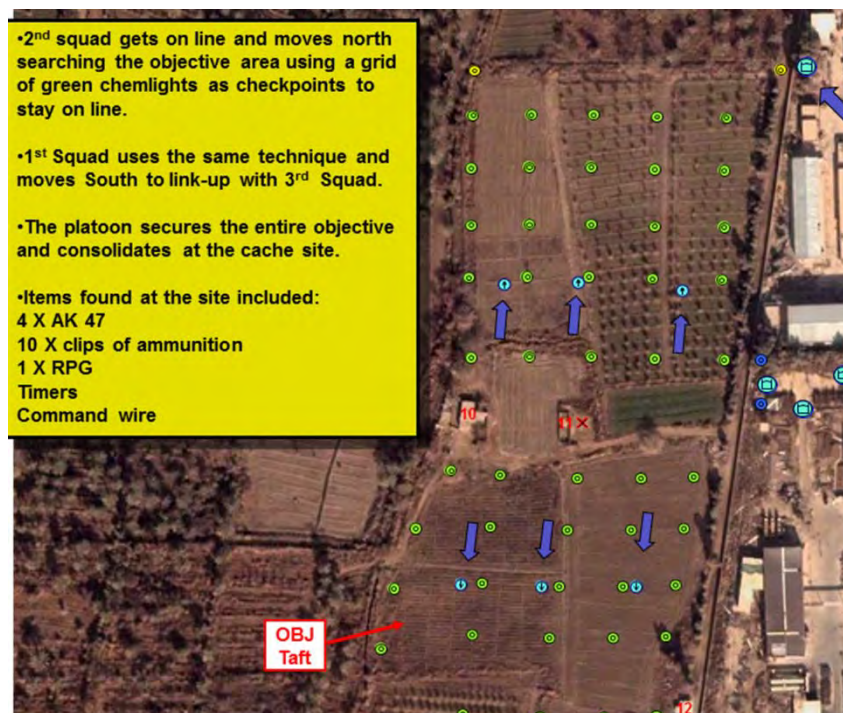 •2nd squad gets on line and moves north
searching the objective area using a grid
of green chemlights as checkpoints to
stay on line.
•1st Squad uses the same technique and
moves South to link-up with 3rd Squad.
•The platoon secures the entire objective
and consolidates at the cache site.
•Items found at the site included:
4 X AK 47
10 X clips of ammunition
1 X RPG
Timers
Command wire
10
11
OBJ
Taft
12